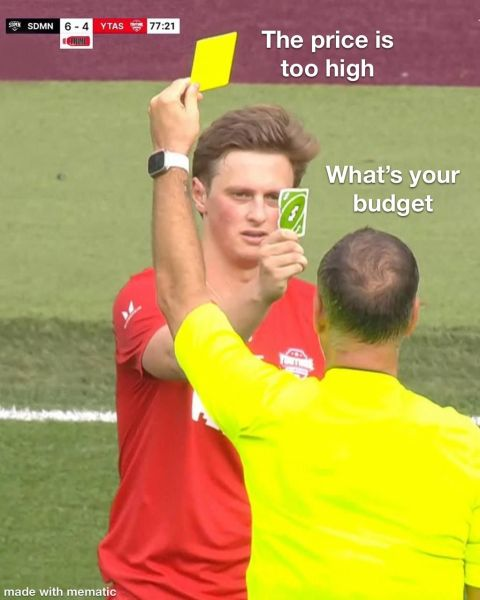 SDMN 6 - 4 YTAS 77:21
The price is
too high
What's your
budget
made with mematic